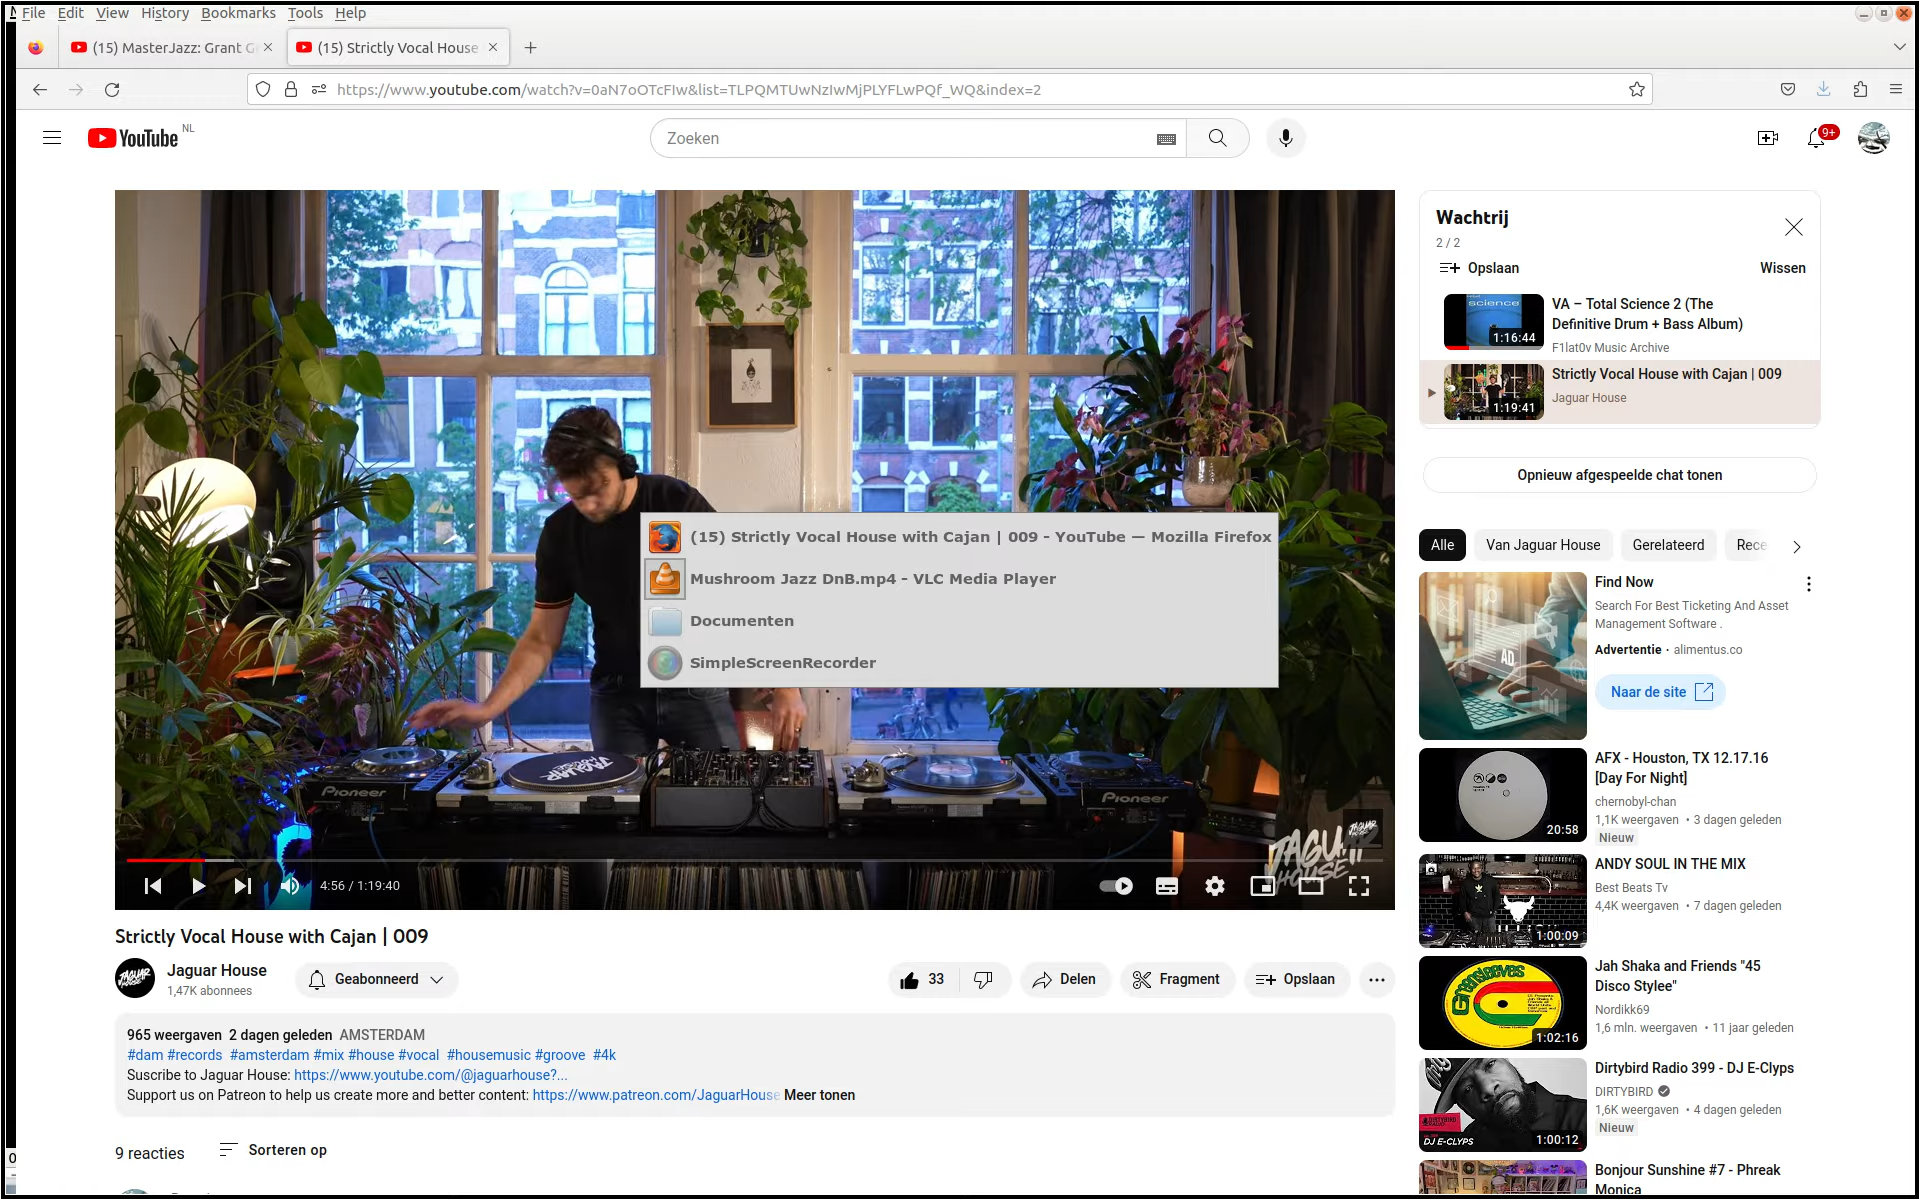 File Edit View History Bookmarks Tools Help
(15) MasterJazz: Grant G
(15) Strictly Vocal House
https://www.youtube.com/watch?v=0aN7oOTcFIw&list=TLPQMTUwNzIwMjPLYFLwPQf_WQ&index=2
YouTube NL
Zoeken
9+
Wachtrij
2 / 2
Opslaan
Wissen
science
1:16:44
VA – Total Science 2 (The
Definitive Drum + Bass Album)
F1lat0v Music Archive
1:19:41
Strictly Vocal House with Cajan | 009
Jaguar House
Opnieuw afgespeelde chat tonen
Alle
Van Jaguar House
Gerelateerd
Rece
(15) Strictly Vocal House with Cajan | 009 - YouTube — Mozilla Firefox
Mushroom Jazz DnB.mp4 - VLC Media Player
Documenten
SimpleScreenRecorder
JAGUAR HOUSE
Pioneer
Pioneer
JAGUAR
HOUSE
4:56 / 1:19:40
Strictly Vocal House with Cajan | 009
JAGUAR HOUSE
Jaguar House
1,47K abonnees
Geabonneerd
33
Delen
Fragment
Opslaan
965 weergaven 2 dagen geleden AMSTERDAM
#dam #records #amsterdam #mix #house #vocal #housemusic #groove #4k
Suscribe to Jaguar House: https://www.youtube.com/@jaguarhouse?...
Support us on Patreon to help us create more and better content: https://www.patreon.com/JaguarHouse Meer tonen
9 reacties
Sorteren op
AD
Find Now
Search For Best Ticketing And Asset
Management Software .
Advertentie · alimentus.co
Naar de site
20:58
AFX - Houston, TX 12.17.16
[Day For Night]
chernobyl-chan
1,1K weergaven • 3 dagen geleden
Nieuw
1:00:09
ANDY SOUL IN THE MIX
Best Beats Tv
4,4K weergaven • 7 dagen geleden
Greensleeves
1:02:16
Jah Shaka and Friends "45
Disco Stylee"
Nordikk69
1,6 mln. weergaven • 11 jaar geleden
DJ E-CLYPS
1:00:12
Dirtybird Radio 399 - DJ E-Clyps
DIRTYBIRD
1,6K weergaven • 4 dagen geleden
Nieuw
Bonjour Sunshine #7 - Phreak
Monica